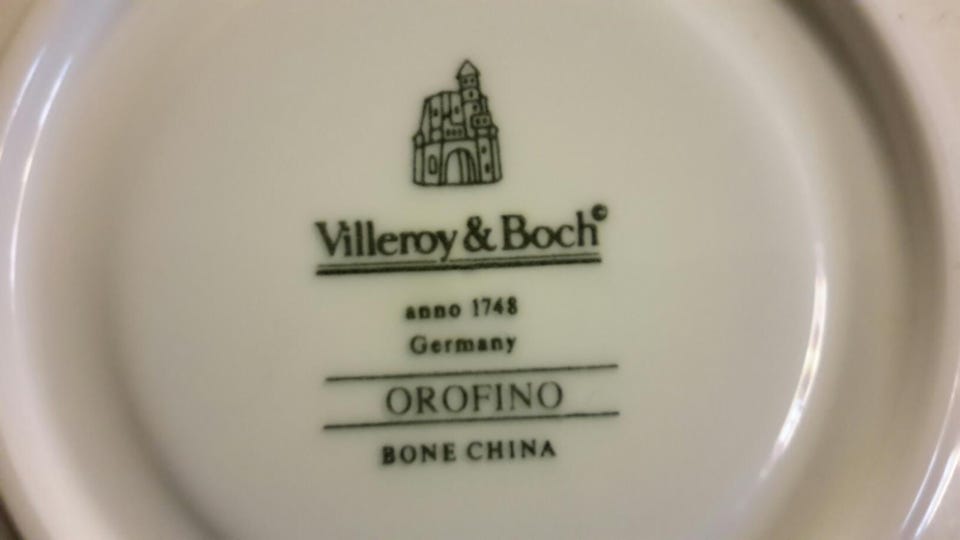 Villeroy & Boch©
anno 1748
Germany
OROFINO
BONE CHINA